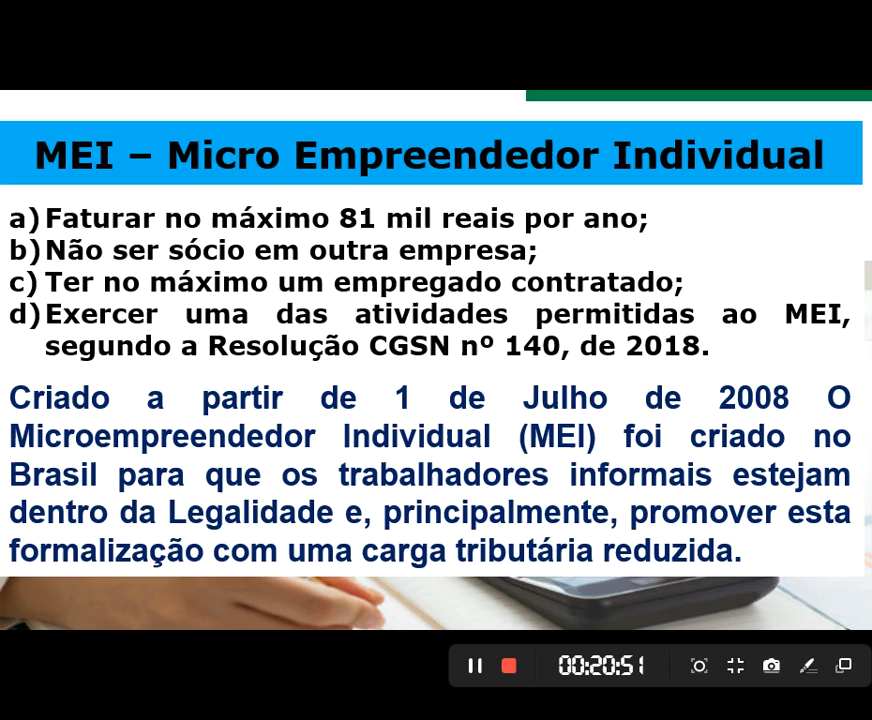 MEI – Micro Empreendedor Individual
a) Faturar no máximo 81 mil reais por ano;
b) Não ser sócio em outra empresa;
c) Ter no máximo um empregado contratado;
d) Exercer uma das atividades permitidas ao MEI,
segundo a Resolução CGSN nº 140, de 2018.
Criado a partir de 1 de Julho de 2008 O
Microempreendedor Individual (MEI) foi criado no
Brasil para que os trabalhadores informais estejam
dentro da Legalidade e, principalmente, promover esta
formalização com uma carga tributária reduzida.
00:20:51